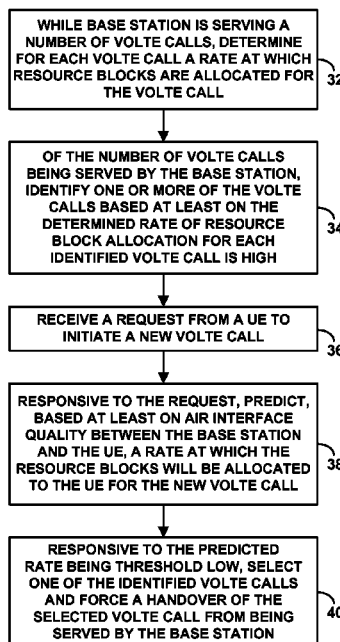 WHILE BASE STATION IS SERVING A
NUMBER OF VOLTE CALLS, DETERMINE
FOR EACH VOLTE CALL A RATE AT WHICH
RESOURCE BLOCKS ARE ALLOCATED FOR
THE VOLTE CALL
32
OF THE NUMBER OF VOLTE CALLS
BEING SERVED BY THE BASE STATION,
IDENTIFY ONE OR MORE OF THE VOLTE
CALLS BASED AT LEAST ON THE
DETERMINED RATE OF RESOURCE
BLOCK ALLOCATION FOR EACH
IDENTIFIED VOLTE CALL IS HIGH
34
RECEIVE A REQUEST FROM A UE TO
INITIATE A NEW VOLTE CALL
36
RESPONSIVE TO THE REQUEST, PREDICT,
BASED AT LEAST ON AIR INTERFACE
QUALITY BETWEEN THE BASE STATION
AND THE UE, A RATE AT WHICH THE
RESOURCE BLOCKS WILL BE ALLOCATED
TO THE UE FOR THE NEW VOLTE CALL
38
RESPONSIVE TO THE PREDICTED
RATE BEING THRESHOLD LOW, SELECT
ONE OF THE IDENTIFIED VOLTE CALLS
AND FORCE A HANDOVER OF THE
SELECTED VOLTE CALL FROM BEING
SERVED BY THE BASE STATION
40